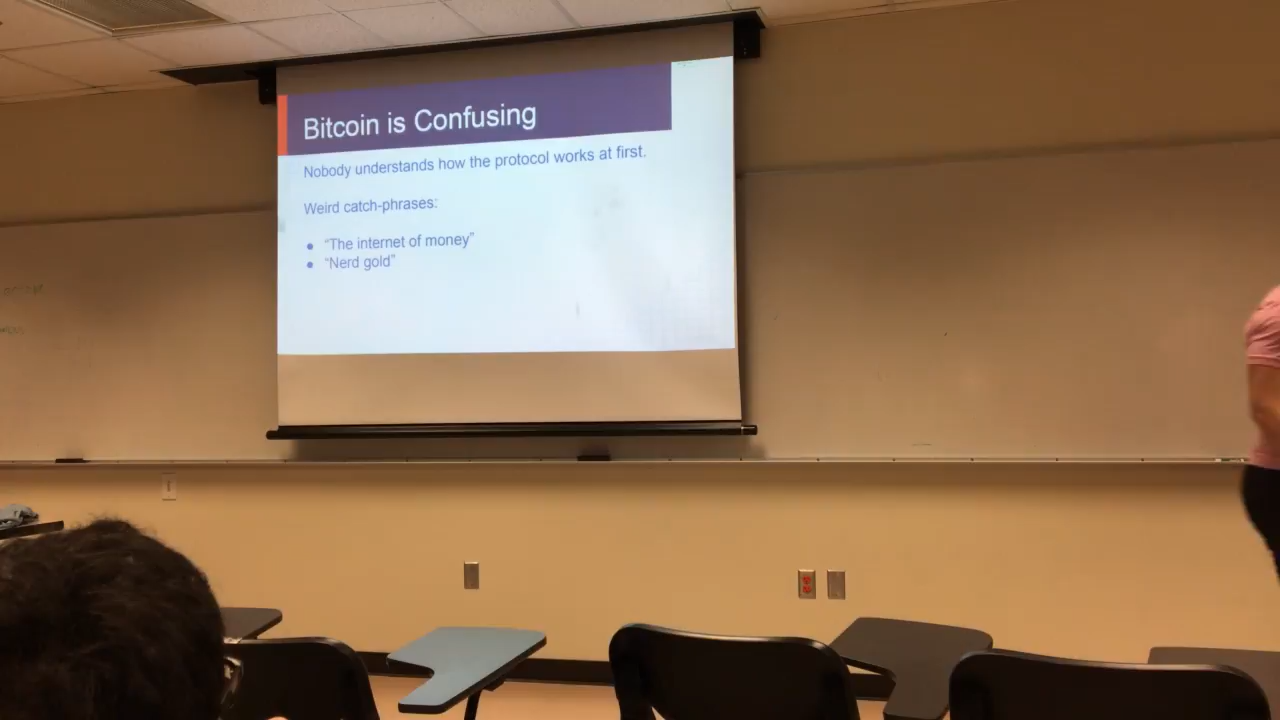 Bitcoin is Confusing
Nobody understands how the protocol works at first.
Weird catch-phrases:
● “The internet of money”
● “Nerd gold”